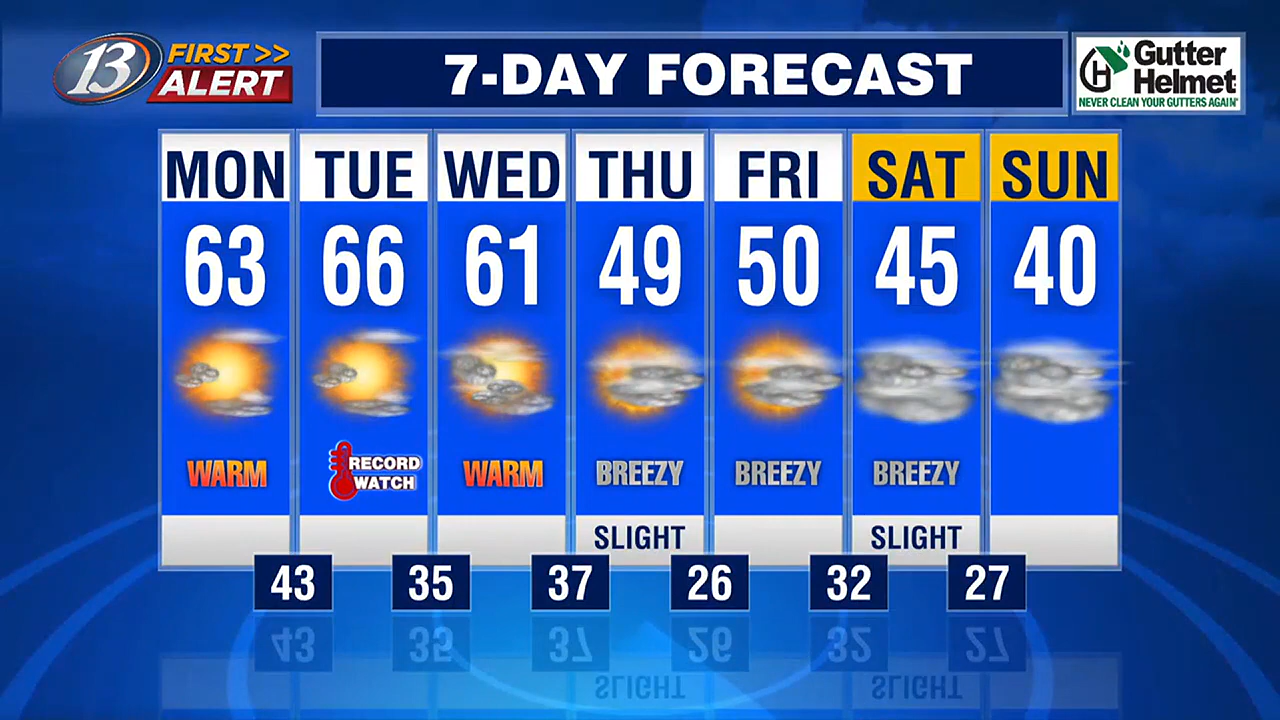 13 FIRST >>
ALERT
7-DAY FORECAST
Gutter
Helmet
NEVER CLEAN YOUR GUTTERS AGAIN®
MON TUE WED THU FRI SAT SUN
63 66 61 49 50 45 40
WARM RECORD WATCH WARM BREEZY BREEZY BREEZY
SLIGHT SLIGHT
43 35 37 26 32 27